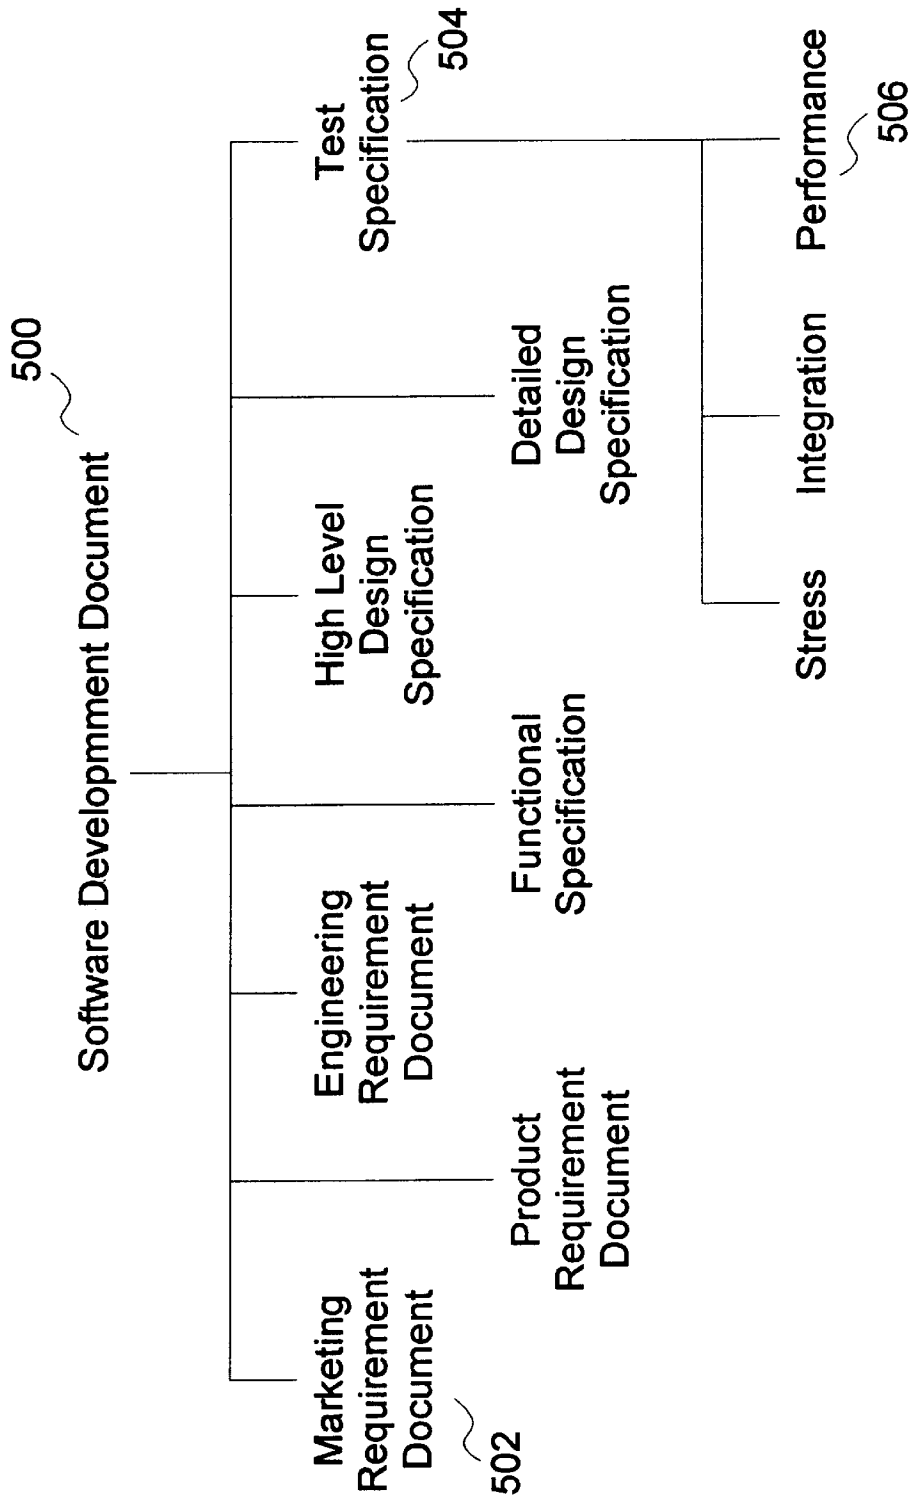 Software Developmment Document
500
Marketing
Requirement
Document
502
Product
Requirement
Document
Engineering
Requirement
Document
Functional
Specification
High Level
Design
Specification
Detailed
Design
Specification
Test
Specification
504
Stress
Integration
Performance
506